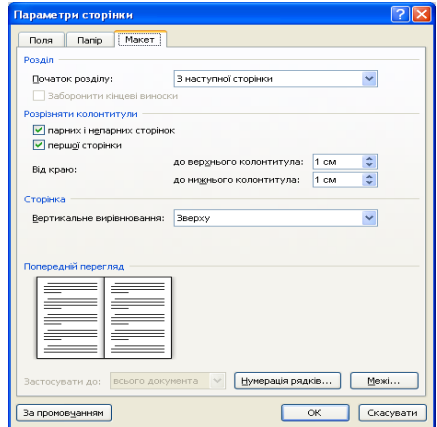 Параметри сторінки
Поля Папір Макет
Розділ
Початок розділу: З наступної сторінки
Заборонити кінцеві виноски
Розрізняти колонтитули
парних і непарних сторінок
першої сторінки
Від краю:
до верхнього колонтитула: 1 см
до нижнього колонтитула: 1 см
Сторінка
Вертикальне вирівнювання: Зверху
Попередній перегляд
Застосувати до: всього документа Нумерація рядків... Межі...
За промовчанням ОК Скасувати